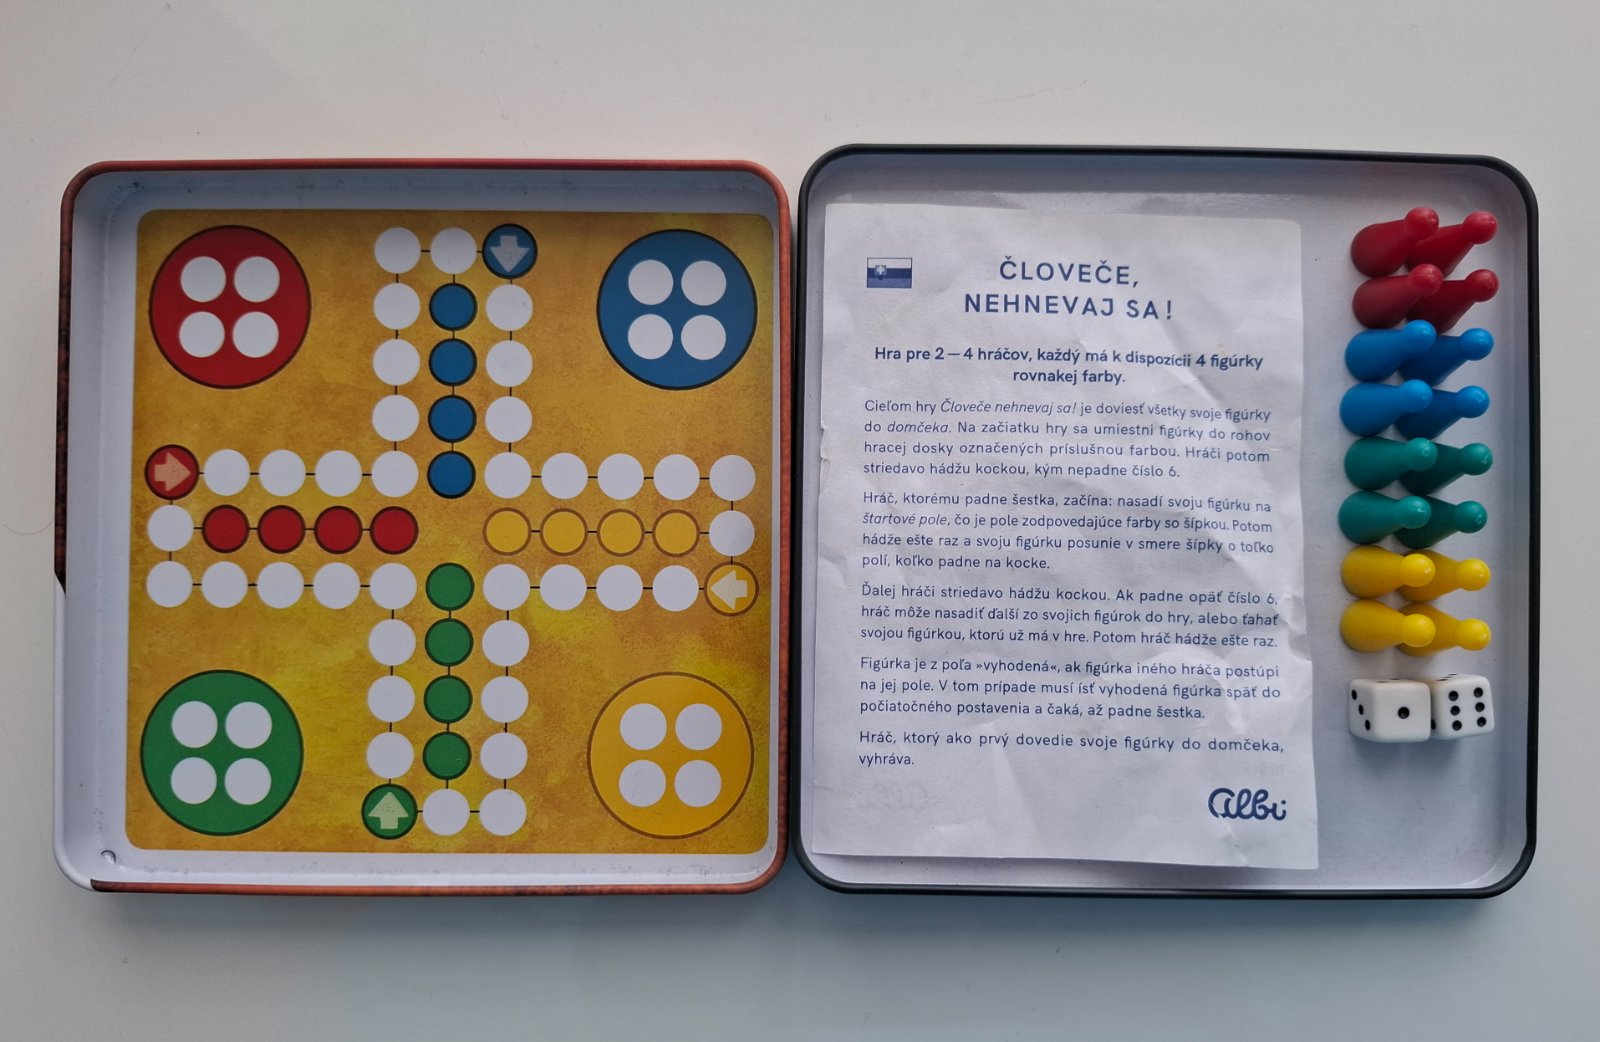 ČLOVEČE,
NEHNEVAJ SA!
Hra pre 2 – 4 hráčov, každý má k dispozícii 4 figúrky
rovnakej farby.
Cieľom hry Človeče nehnevaj sa! je doviesť všetky svoje figúrky
do domčeka. Na začiatku hry sa umiestni figúrky do rohov
hracej dosky označených príslušnou farbou. Hráči potom
striedavo hádžu kockou, kým nepadne číslo 6.
Hráč, ktorému padne šestka, začína: nasadí svoju figúrku na
štartové pole, čo je pole zodpovedajúce farby so šípkou. Potom
hádže ešte raz a svoju figúrku posunie v smere šípky o toľko
polí, koľko padne na kocke.
Ďalej hráči striedavo hádžu kockou. Ak padne opäť číslo 6,
hráč môže nasadiť ďalší zo svojich figúrok do hry, alebo ťahať
svojou figúrkou, ktorú už má v hre. Potom hráč hádže ešte raz.
Figúrka je z poľa »vyhodená«, ak figúrka iného hráča postúpi
na jej pole. V tom prípade musí ísť vyhodená figúrka späť do
počiatočného postavenia a čaká, až padne šestka.
Hráč, ktorý ako prvý dovedie svoje figúrky do domčeka,
vyhráva.
albi